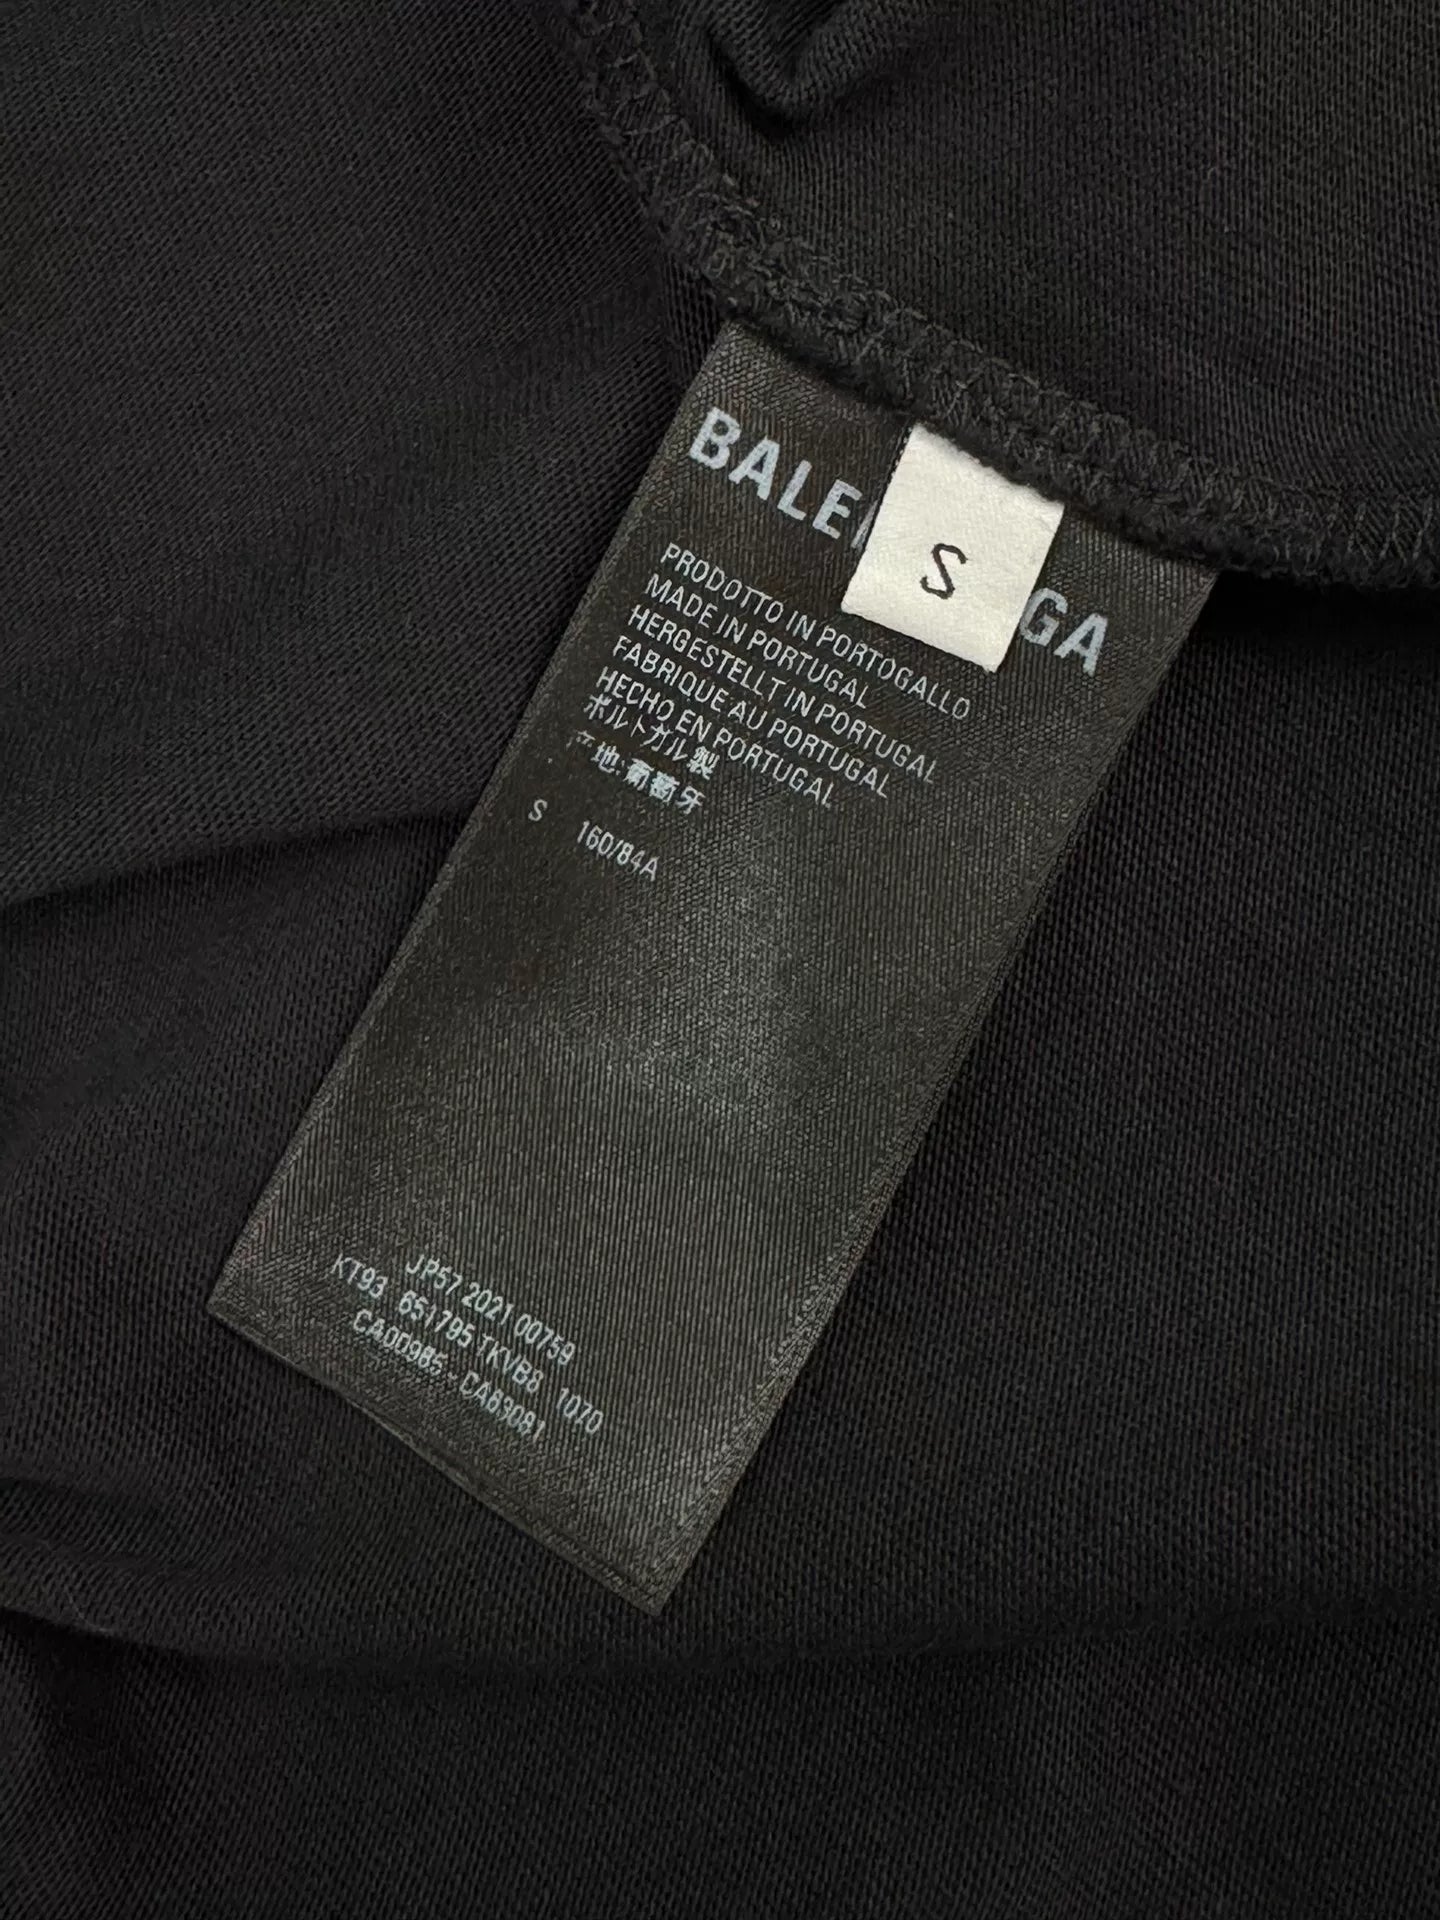 BALE GA
S
PRODOTTO IN PORTOGALLO
MADE IN PORTUGAL
HERGESTELLT IN PORTUGAL
FABRIQUE AU PORTUGAL
HECHO EN PORTUGAL
ポルトガル製
产地:葡萄牙
S 160/84A
JP57 2021 00759
KT93 651795 TKVB8 1070
CA00985 - CA63081